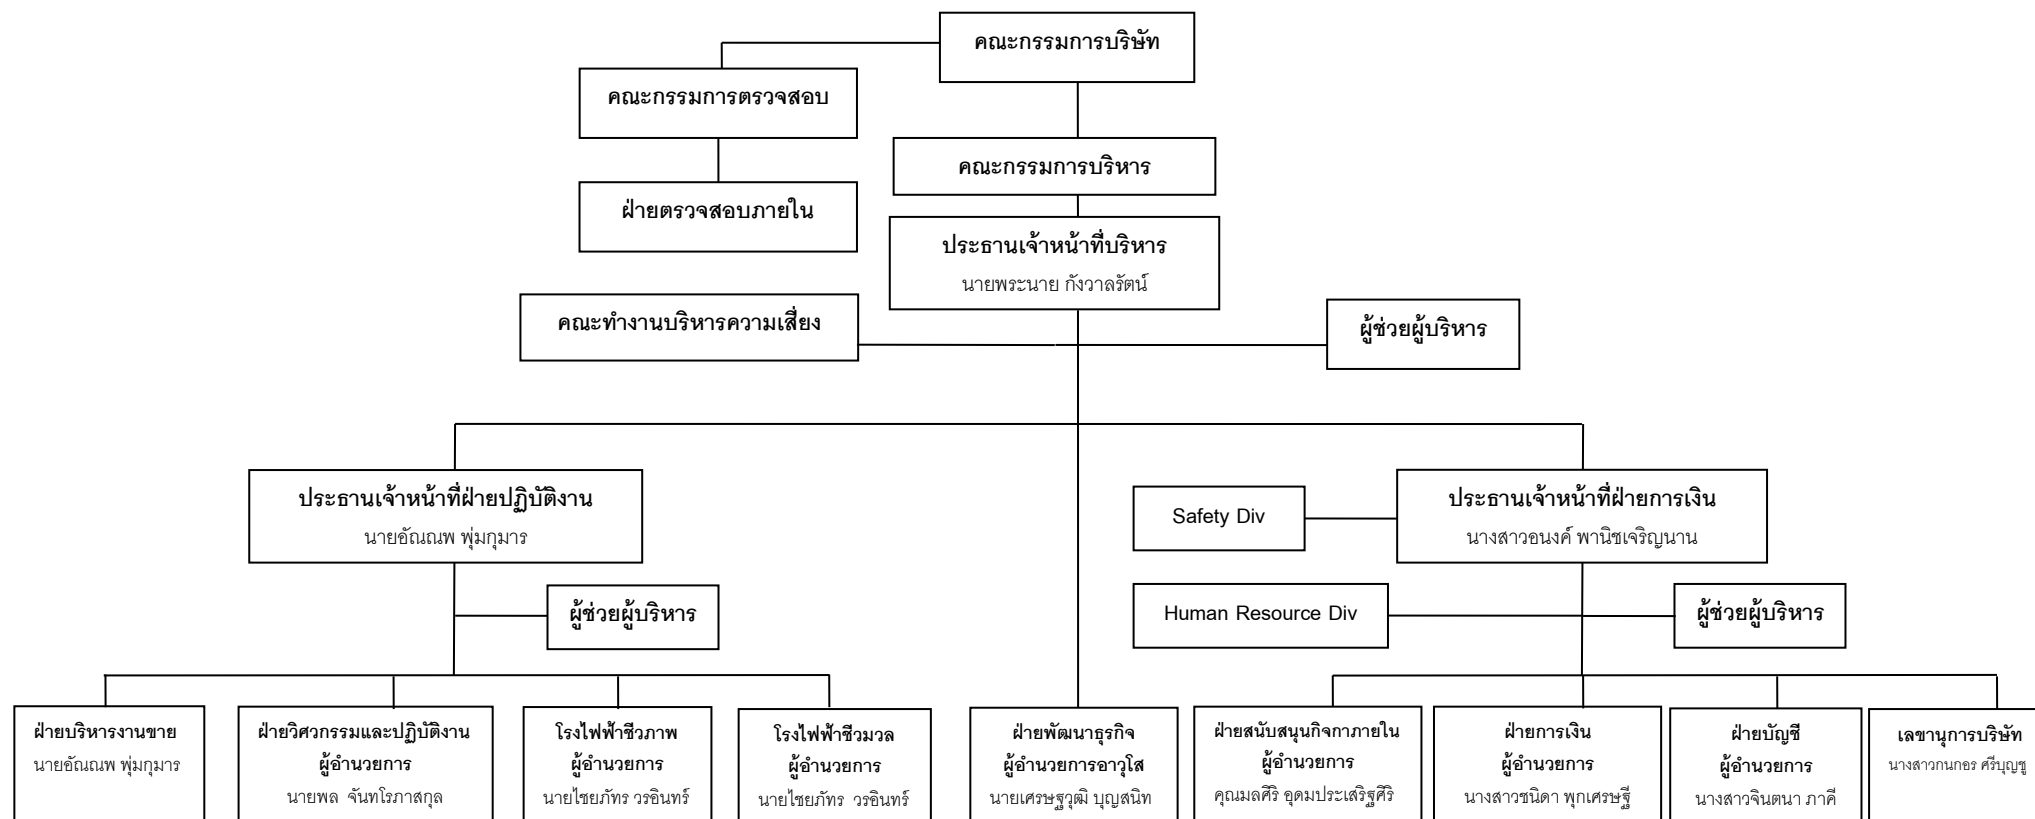 คณะกรรมการบริษัท
คณะกรรมการตรวจสอบ
คณะกรรมการบริหาร
ฝ่ายตรวจสอบภายใน
ประธานเจ้าหน้าที่บริหาร
นายพระนาย กังวาลรัตน์
คณะทำงานบริหารความเสี่ยง
ผู้ช่วยผู้บริหาร
ประธานเจ้าหน้าที่ฝ่ายปฏิบัติงาน
นายอัณณพ พุ่มกุมาร
Safety Div
ประธานเจ้าหน้าที่ฝ่ายการเงิน
นางสาวอนงค์ พานิชเจริญนาน
ผู้ช่วยผู้บริหาร
Human Resource Div
ผู้ช่วยผู้บริหาร
ฝ่ายบริหารงานขาย
นายอัณณพ พุ่มกุมาร
ฝ่ายวิศวกรรมและปฏิบัติงาน
ผู้อำนวยการ
นายพล จันทโรภาสกุล
โรงไฟฟ้าชีวภาพ
ผู้อำนวยการ
นายไชยภัทร วรอินทร์
โรงไฟฟ้าชีวมวล
ผู้อำนวยการ
นายไชยภัทร วรอินทร์
ฝ่ายพัฒนาธุรกิจ
ผู้อำนวยการอาวุโส
นายเศรษฐวุฒิ บุญสนิท
ฝ่ายสนับสนุนกิจกาภายใน
ผู้อำนวยการ
คุณมลศิริ อุดมประเสริฐศิริ
ฝ่ายการเงิน
ผู้อำนวยการ
นางสาวชนิดา พุกเศรษฐี
ฝ่ายบัญชี
ผู้อำนวยการ
นางสาวจินตนา ภาคี
เลขานุการบริษัท
นางสาวกนกอร ศรีบุญชู